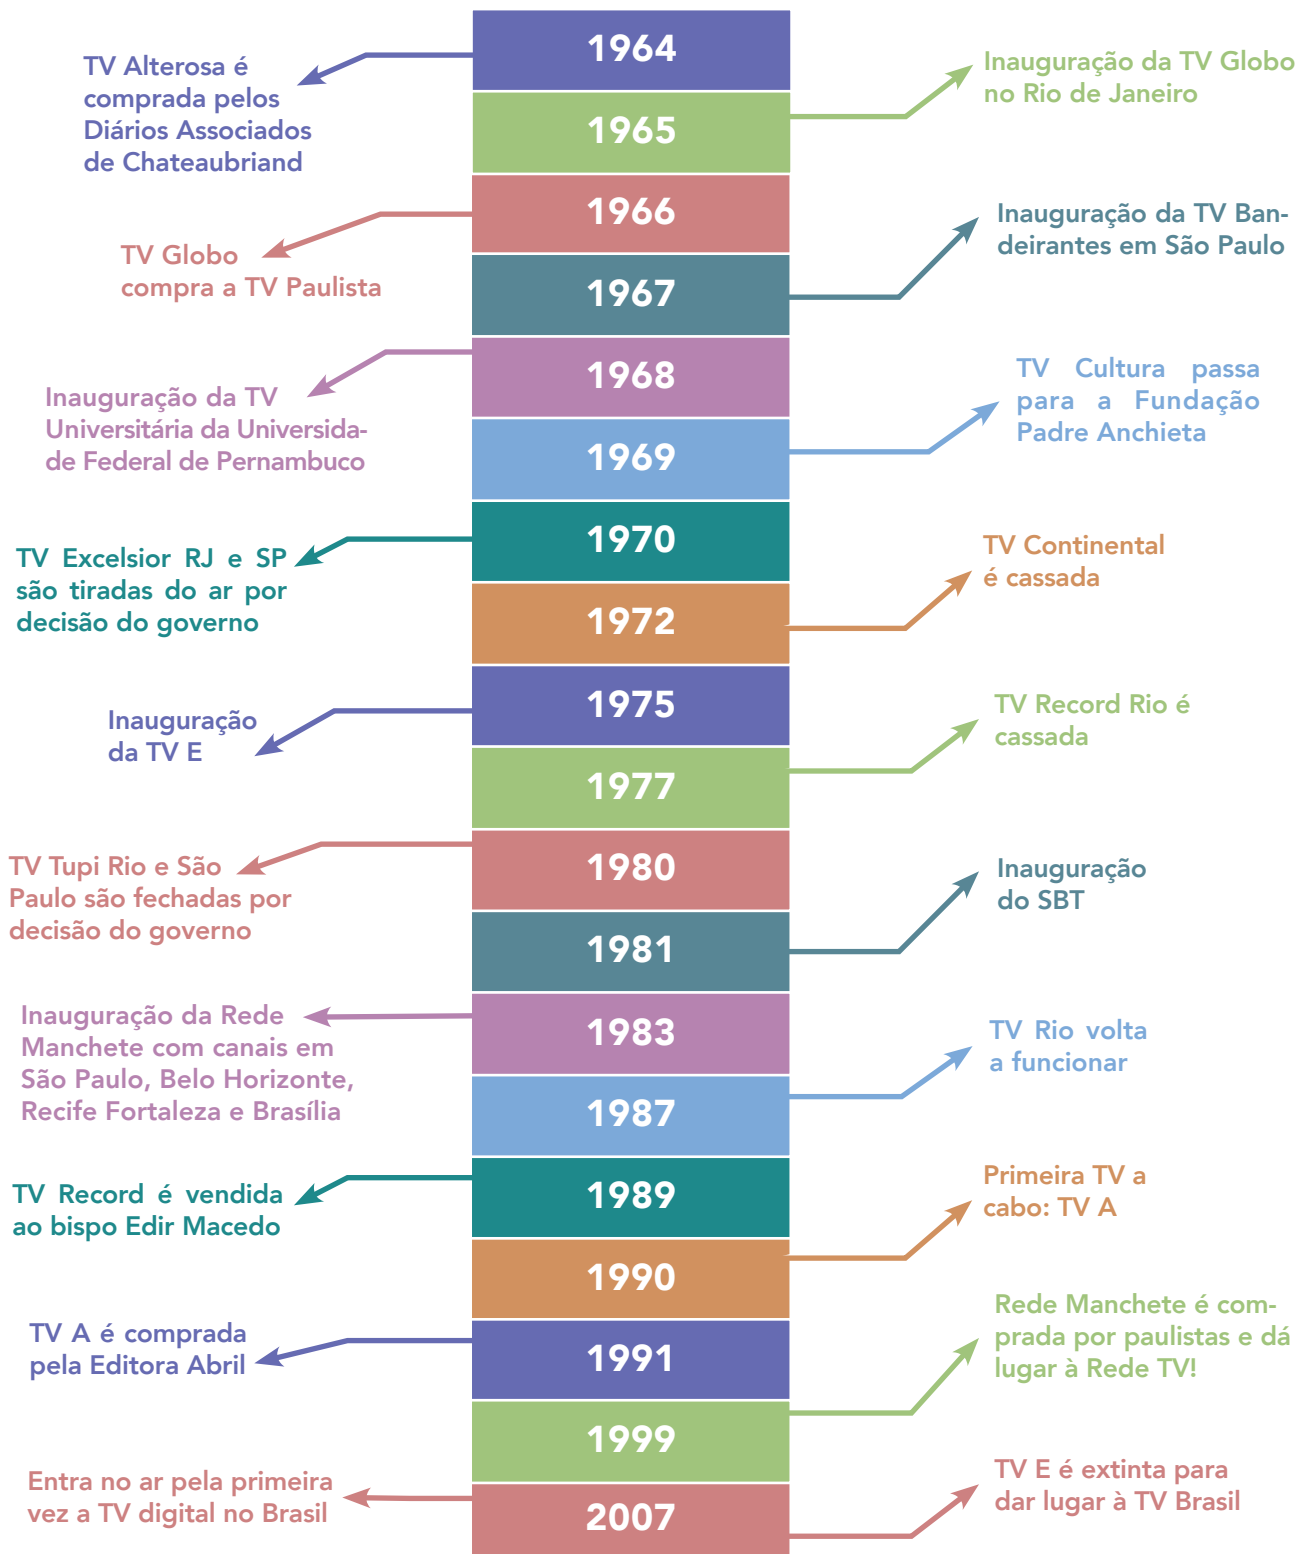 1964
TV Alterosa é
comprada pelos
Diários Associados
de Chateaubriand
1965
Inauguração da TV Globo
no Rio de Janeiro
1966
TV Globo
compra a TV Paulista
1967
Inauguração da TV Ban-
deirantes em São Paulo
1968
Inauguração da TV
Universitária da Universida-
de Federal de Pernambuco
1969
TV Cultura passa
para a Fundação
Padre Anchieta
1970
TV Excelsior RJ e SP
são tiradas do ar por
decisão do governo
1972
TV Continental
é cassada
1975
Inauguração
da TV E
1977
TV Record Rio é
cassada
1980
TV Tupi Rio e São
Paulo são fechadas por
decisão do governo
1981
Inauguração
do SBT
1983
Inauguração da Rede
Manchete com canais em
São Paulo, Belo Horizonte,
Recife Fortaleza e Brasília
1987
TV Rio volta
a funcionar
1989
TV Record é vendida
ao bispo Edir Macedo
1990
Primeira TV a
cabo: TV A
1991
TV A é comprada
pela Editora Abril
1999
Rede Manchete é com-
prada por paulistas e dá
lugar à Rede TV!
2007
Entra no ar pela primeira
vez a TV digital no Brasil
TV E é extinta para
dar lugar à TV Brasil